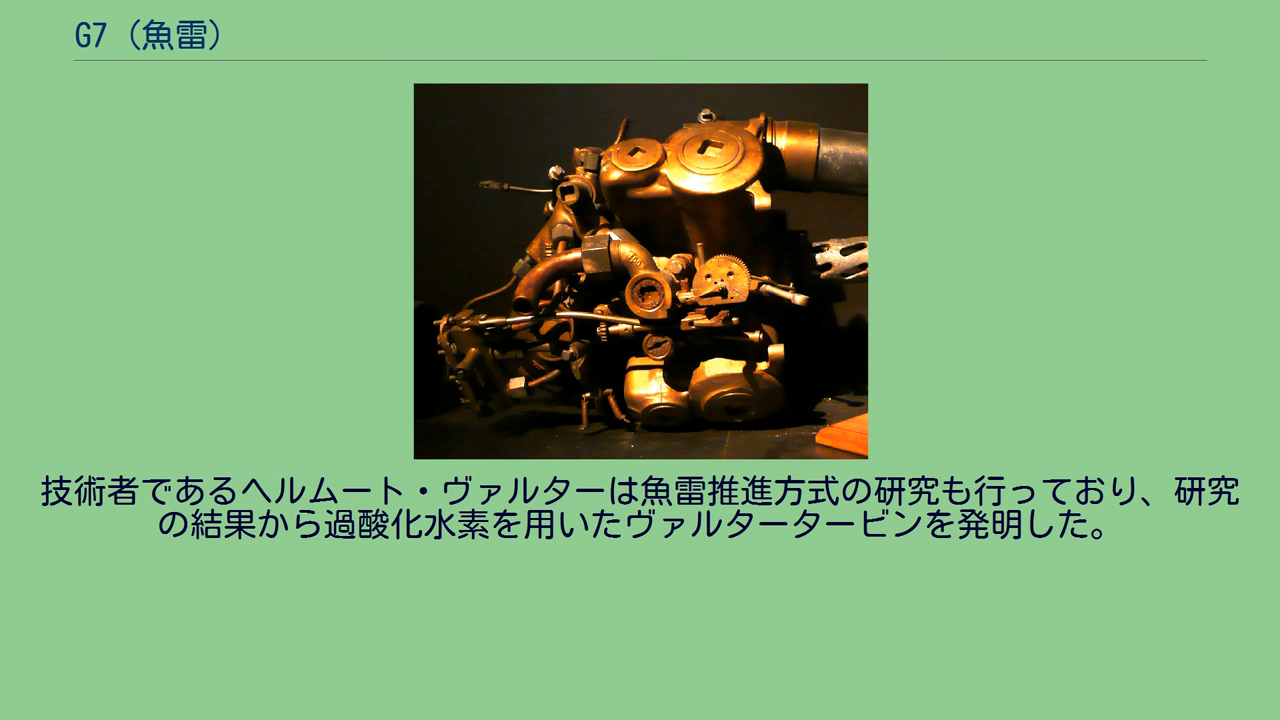 G7（魚雷）
技術者であるヘルムート・ヴァルターは魚雷推進方式の研究も行っており、研究
の結果から過酸化水素を用いたヴァルタータービンを発明した。